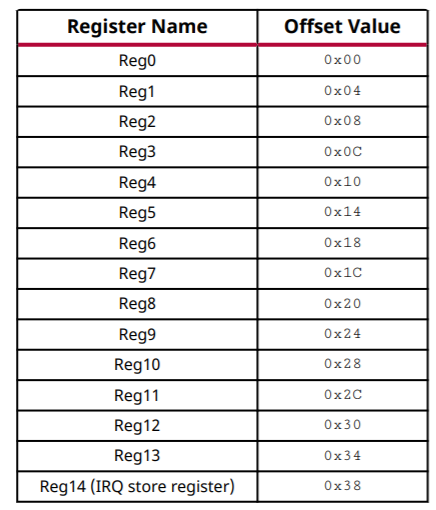 Register Name Offset Value
Reg0 0x00
Reg1 0x04
Reg2 0x08
Reg3 0x0C
Reg4 0x10
Reg5 0x14
Reg6 0x18
Reg7 0x1C
Reg8 0x20
Reg9 0x24
Reg10 0x28
Reg11 0x2C
Reg12 0x30
Reg13 0x34
Reg14 (IRQ store register) 0x38